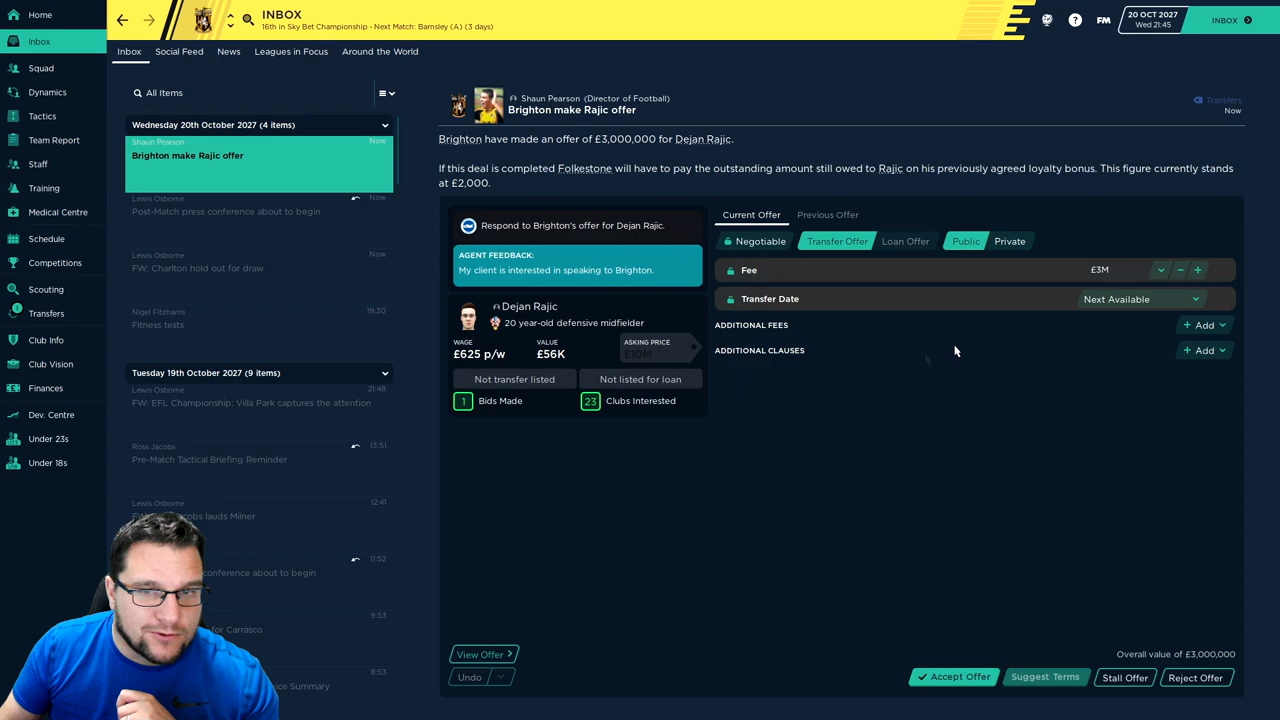 Home
Inbox
Squad
Dynamics
Tactics
Team Report
Staff
Training
Medical Centre
Schedule
Competitions
Scouting
1
Transfers
Club Info
Club Vision
Finances
Dev. Centre
Under 23s
Under 18s
INBOX
16th in Sky Bet Championship - Next Match: Barnsley (A) (3 days)
?
FM
20 OCT 2027
Wed 21:45
INBOX
Inbox
Social Feed
News
Leagues in Focus
Around the World
All Items
Wednesday 20th October 2027 (4 items)
Shaun Pearson
Now
Brighton make Rajic offer
Lewis Osborne
Now
Post-Match press conference about to begin
Lewis Osborne
Now
FW: Charlton hold out for draw
Nigel Fitzharris
19:30
Fitness tests
Tuesday 19th October 2027 (9 items)
Lewis Osborne
21:48
FW: EFL Championship: Villa Park captures the attention
Ross Jacobs
13:51
Pre-Match Tactical Briefing Reminder
Lewis Osborne
12:41
lauds Milner
11:52
conference about to begin
9:53
for Carrasco
8:53
Summary
Shaun Pearson (Director of Football)
Brighton make Rajic offer
Transfers
Now
Brighton have made an offer of £3,000,000 for Dejan Rajic.
If this deal is completed Folkestone will have to pay the outstanding amount still owed to Rajic on his previously agreed loyalty bonus. This figure currently stands
at £2,000.
Respond to Brighton's offer for Dejan Rajic.
AGENT FEEDBACK:
My client is interested in speaking to Brighton.
Dejan Rajic
20 year-old defensive midfielder
WAGE
£625 p/w
VALUE
£56K
ASKING PRICE
£10M
Not transfer listed
Not listed for loan
1
Bids Made
23
Clubs Interested
Current Offer
Previous Offer
Negotiable
Transfer Offer
Loan Offer
Public
Private
Fee
£3M
Transfer Date
Next Available
ADDITIONAL FEES
+ Add
ADDITIONAL CLAUSES
+ Add
View Offer
Undo
Overall value of £3,000,000
Accept Offer
Suggest Terms
Stall Offer
Reject Offer